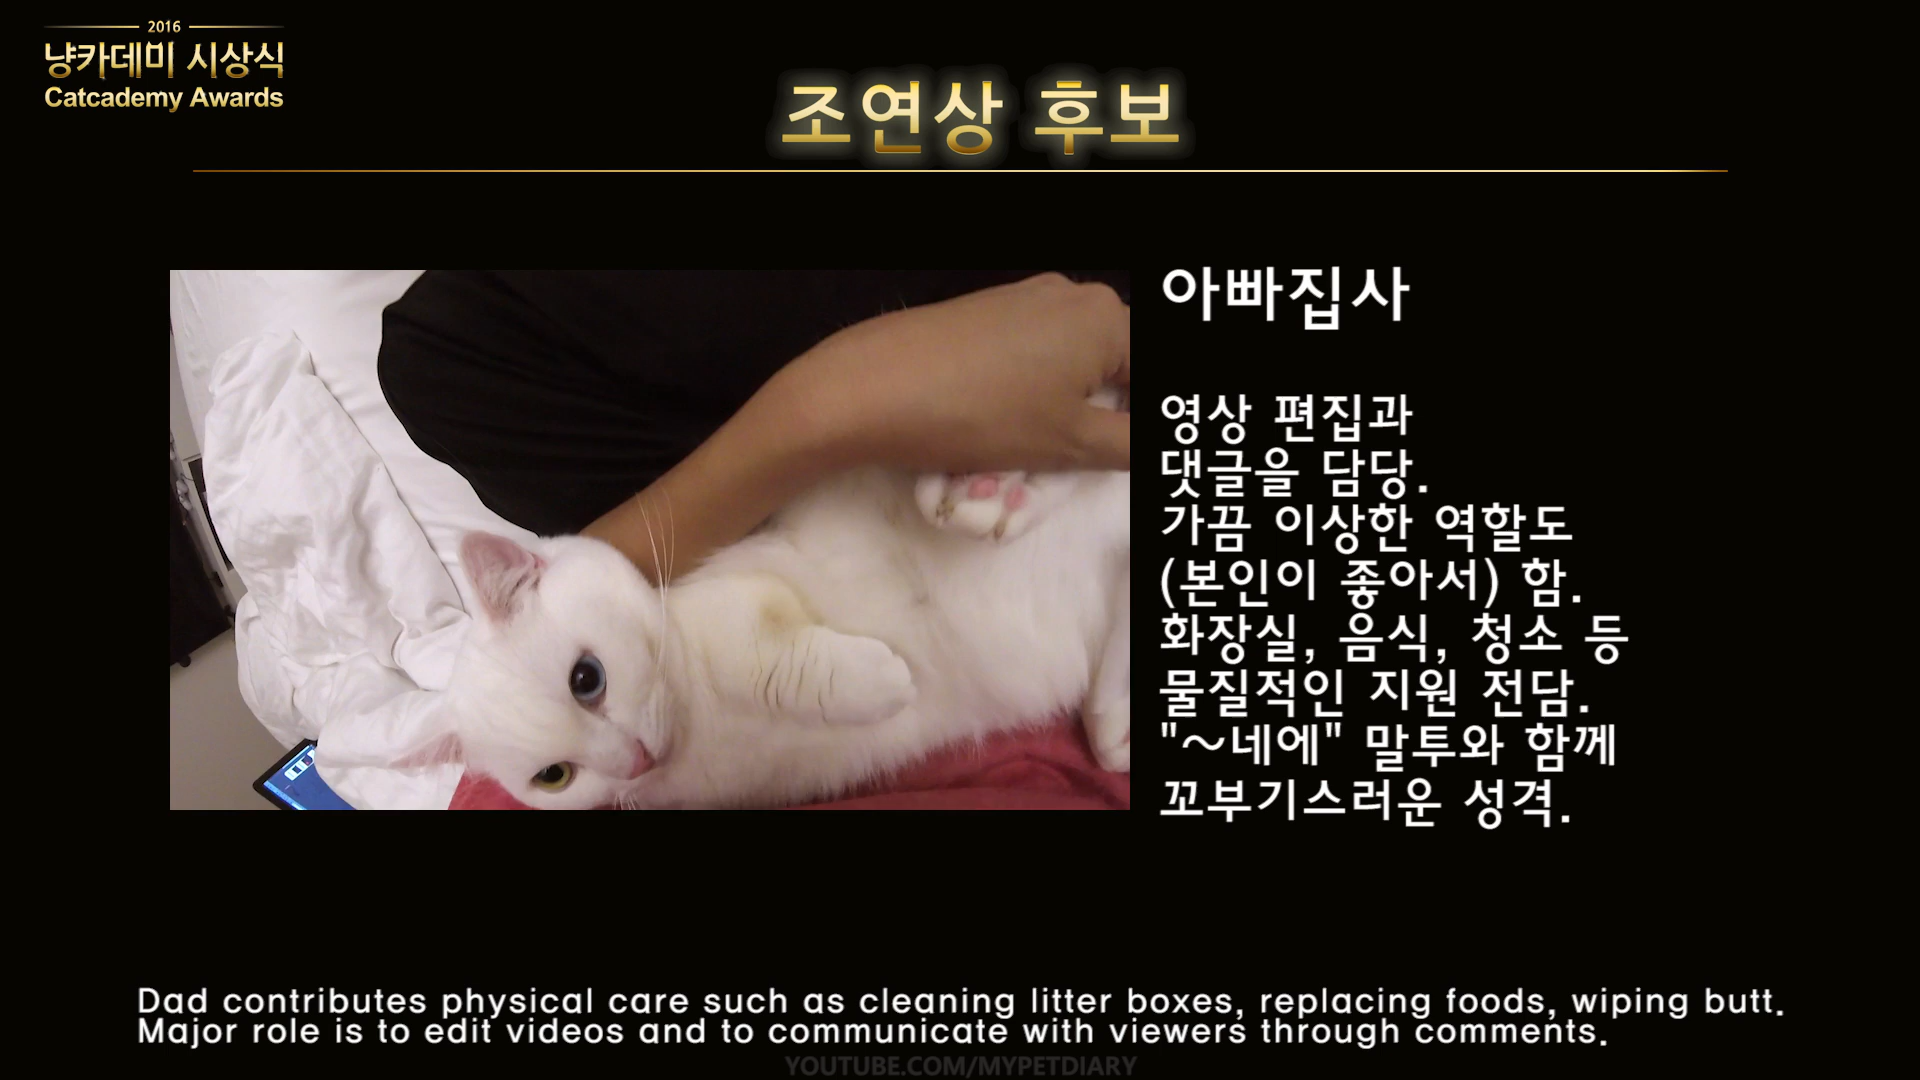 2016
냥카데미 시상식
Catcademy Awards
조연상 후보
아빠집사
영상 편집과
댓글을 담당.
가끔 이상한 역할도
(본인이 좋아서) 함.
화장실, 음식, 청소 등
물질적인 지원 전담.
"～네에" 말투와 함께
꼬부기스러운 성격.
Dad contributes physical care such as cleaning litter boxes, replacing foods, wiping butt.
Major role is to edit videos and to communicate with viewers through comments.
YOUTUBE.COM/MYPETDIARY